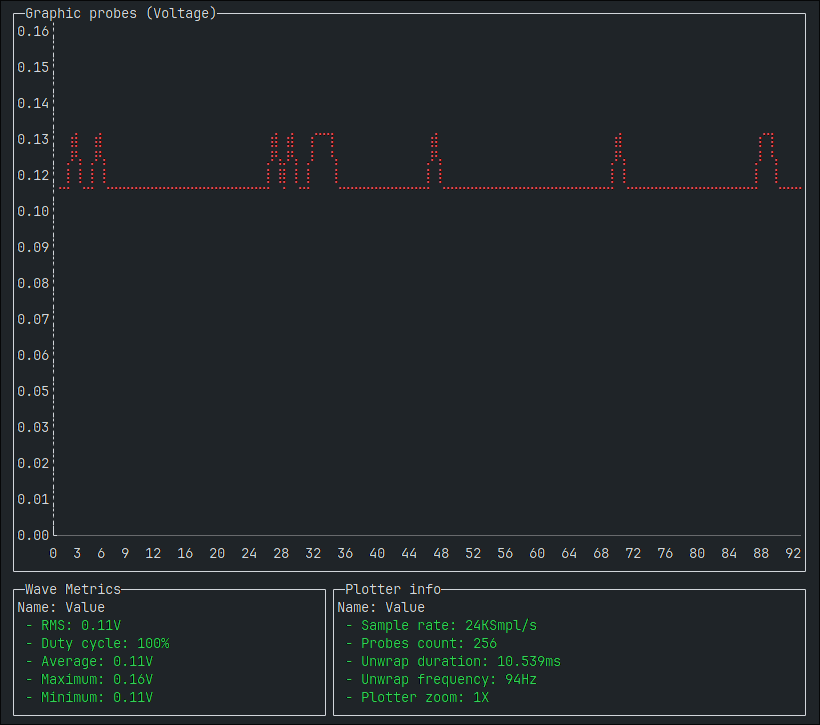 Graphic probes (Voltage)
0.16
0.15
0.14
0.13
0.12
0.10
0.09
0.08
0.07
0.06
0.05
0.03
0.02
0.01
0.00
0 3 6 9 12 16 20 24 28 32 36 40 44 48 52 56 60 64 68 72 76 80 84 88 92
Wave Metrics
Name: Value
- RMS: 0.11V
- Duty cycle: 100%
- Average: 0.11V
- Maximum: 0.16V
- Minimum: 0.11V
Plotter info
Name: Value
- Sample rate: 24KSmpl/s
- Probes count: 256
- Unwrap duration: 10.539ms
- Unwrap frequency: 94Hz
- Plotter zoom: 1X